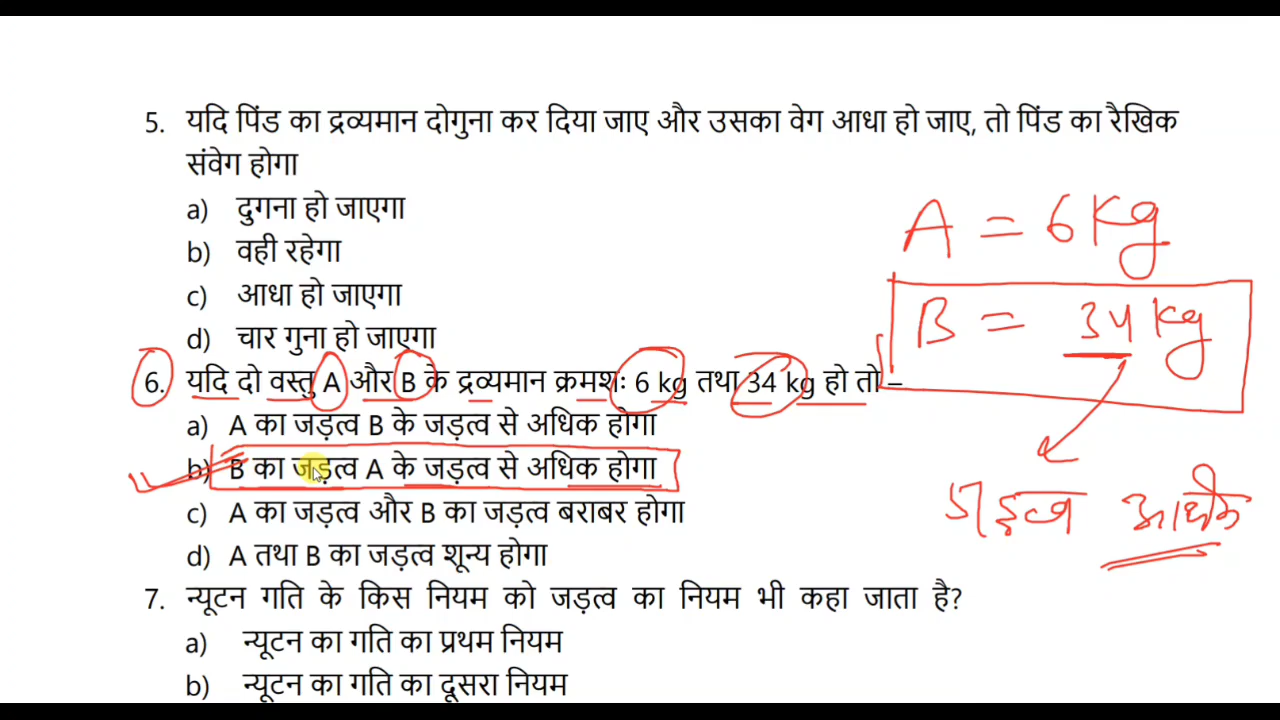 5. यदि पिंड का द्रव्यमान दोगुना कर दिया जाए और उसका वेग आधा हो जाए, तो पिंड का रैखिक
संवेग होगा
a) दुगना हो जाएगा
b) वही रहेगा
c) आधा हो जाएगा
d) चार गुना हो जाएगा
A = 6 Kg
B = 34 Kg
6. यदि दो वस्तु A और B के द्रव्यमान क्रमशः 6 kg तथा 34 kg हो तो –
a) A का जड़त्व B के जड़त्व से अधिक होगा
b) B का जड़त्व A के जड़त्व से अधिक होगा
c) A का जड़त्व और B का जड़त्व बराबर होगा
d) A तथा B का जड़त्व शून्य होगा
अधिक
7. न्यूटन गति के किस नियम को जड़त्व का नियम भी कहा जाता है?
a) न्यूटन का गति का प्रथम नियम
b) न्यूटन का गति का दूसरा नियम